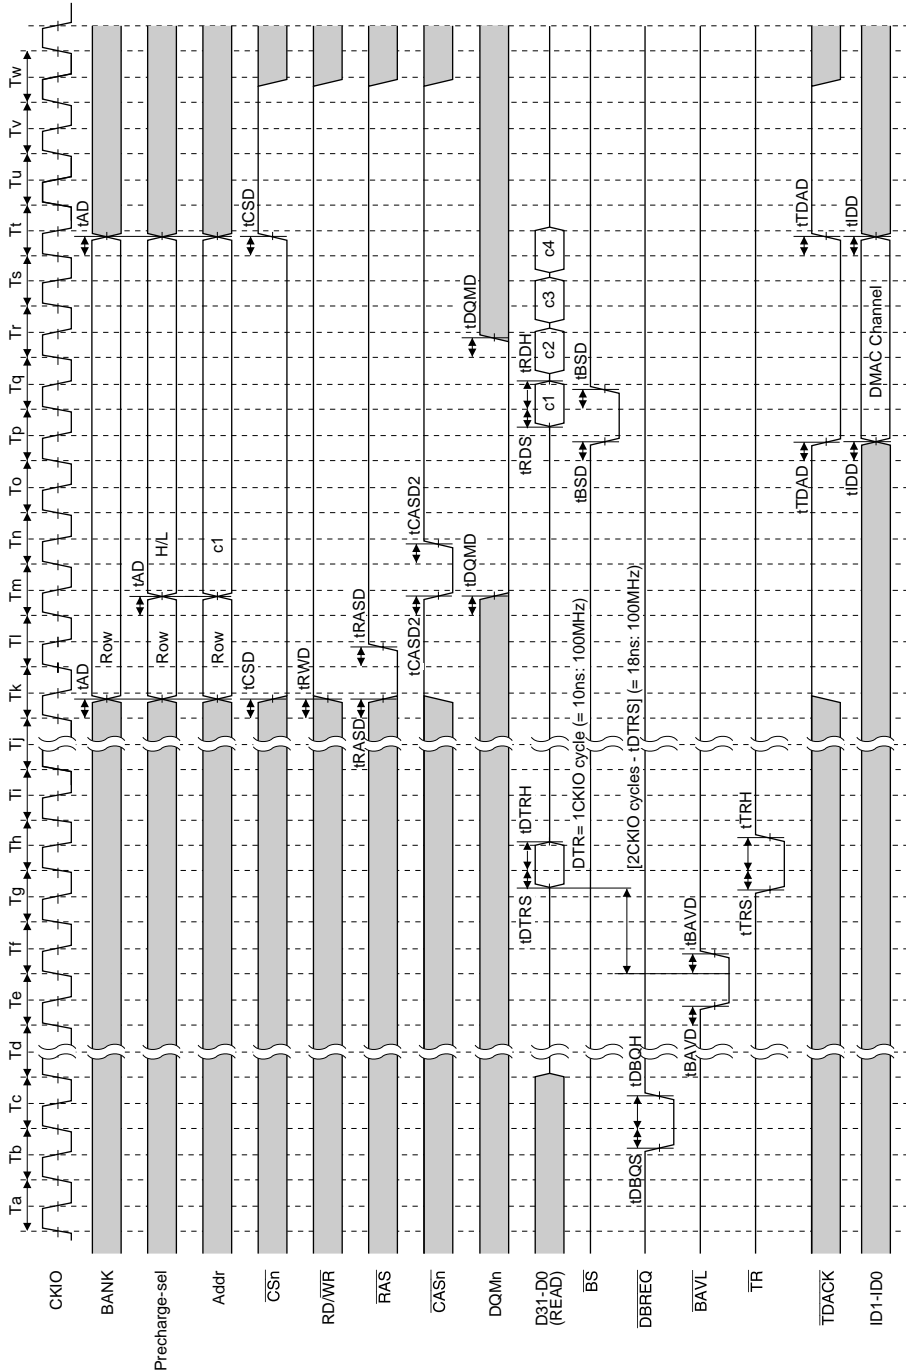 CKIO
Ta Tb Tc Td Te Tf Tg Th Ti Tj Tk Tl Tm Tn To Tp Tq Tr Ts Tt Tu Tv Tw
BANK
tAD
Row
tAD
Precharge-sel
Row
tAD
H/L
Addr
Row
c1
CSn
tCSD
tCSD
RD/WR
tRWD
RAS
tRASD
tRASD
CASn
tCASD2
tCASD2
DQMn
tDQMD
tDQMD
D31-D0
(READ)
tDTRS
tDTRH
tRDS
tRDH
c1
c2
c3
c4
DTR= 1CKIO cycle (= 10ns: 100MHz)
BS
tBSD
tBSD
[2CKIO cycles - tDTRS] (= 18ns: 100MHz)
DBREQ
tDBQS
tDBQH
BAVL
tBAVD
tBAVD
TR
tTRS
tTRH
TDACK
tTDAD
tTDAD
ID1-ID0
tIDD
DMAC Channel
tIDD